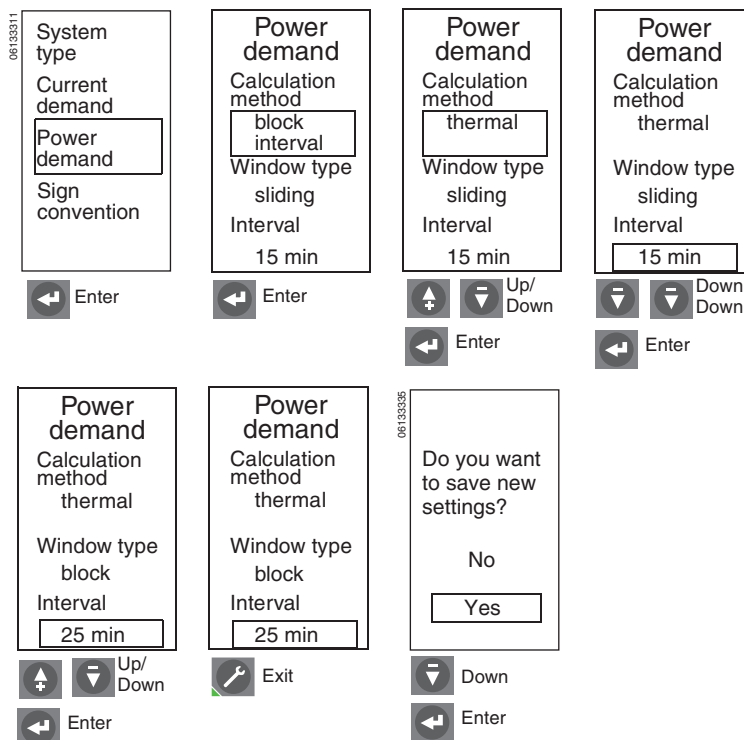 06133311
System
type
Current
demand
Power
demand
Sign
convention
Enter
Power
demand
Calculation
method
block
interval
Window type
sliding
Interval
15 min
Enter
Power
demand
Calculation
method
thermal
Window type
sliding
Interval
15 min
Up/
Down
Enter
Power
demand
Calculation
method
thermal
Window type
sliding
Interval
15 min
Down
Down
Enter
Power
demand
Calculation
method
thermal
Window type
block
Interval
25 min
Up/
Down
Enter
Power
demand
Calculation
method
thermal
Window type
block
Interval
25 min
Exit
06133335
Do you want
to save new
settings?
No
Yes
Down
Enter